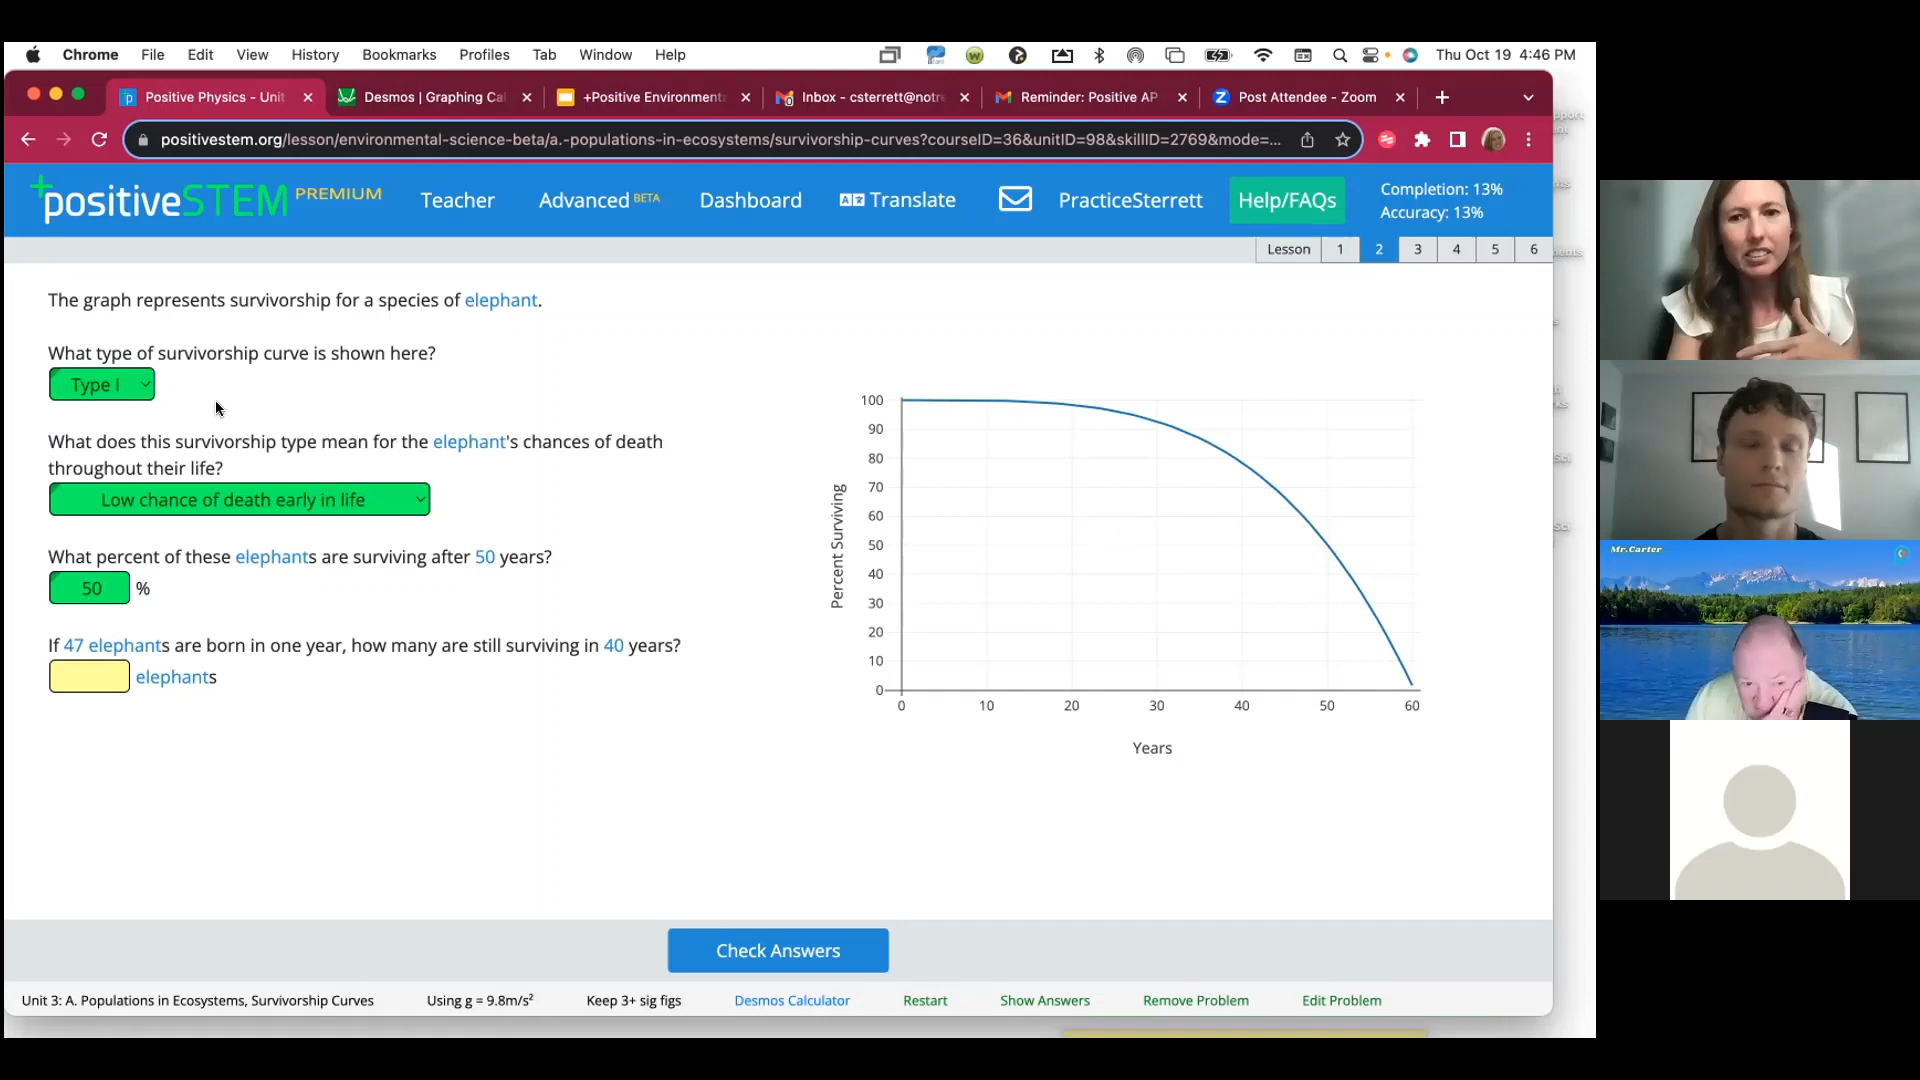 Chrome File Edit View History Bookmarks Profiles Tab Window Help Thu Oct 19 4:46 PM
Positive Physics - Unit Desmos | Graphing Cal +Positive Environment Inbox - csterrett@notre Reminder: Positive AP Post Attendee - Zoom
positivestem.org/lesson/environmental-science-beta/a.-populations-in-ecosystems/survivorship-curves?courseID=36&unitID=98&skillID=2769&mode=...
+positiveSTEM PREMIUM Teacher Advanced BETA Dashboard Translate PracticeSterrett Help/FAQs
Completion: 13%
Accuracy: 13%
Lesson 1 2 3 4 5 6
The graph represents survivorship for a species of elephant.
What type of survivorship curve is shown here?
Type I
What does this survivorship type mean for the elephant's chances of death
throughout their life?
Low chance of death early in life
What percent of these elephants are surviving after 50 years?
50 %
If 47 elephants are born in one year, how many are still surviving in 40 years?
elephants
Percent Surviving
100
90
80
70
60
50
40
30
20
10
0
0 10 20 30 40 50 60
Years
Check Answers
Unit 3: A. Populations in Ecosystems, Survivorship Curves Using g = 9.8m/s² Keep 3+ sig figs Desmos Calculator Restart Show Answers Remove Problem Edit Problem
Mr.Carter